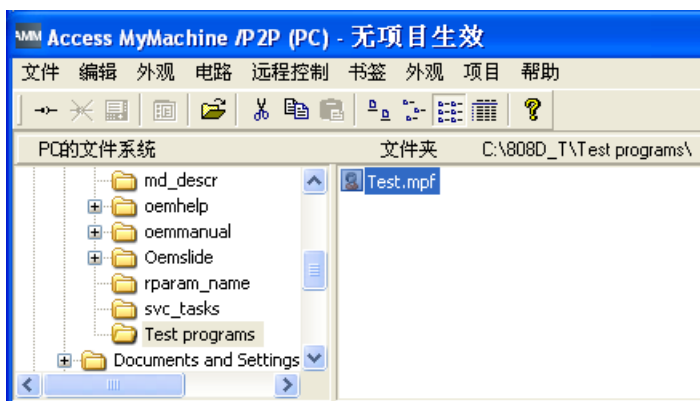 AMM Access MyMachine /P2P (PC) - 无项目生效
文件 编辑 外观 电路 远程控制 书签 外观 项目 帮助
PC的文件系统 文件夹 C:\808D_T\Test programs\
md_descr
Test.mpf
oemhelp
oemmanual
Oemslide
rparam_name
svc_tasks
Test programs
Documents and Settings